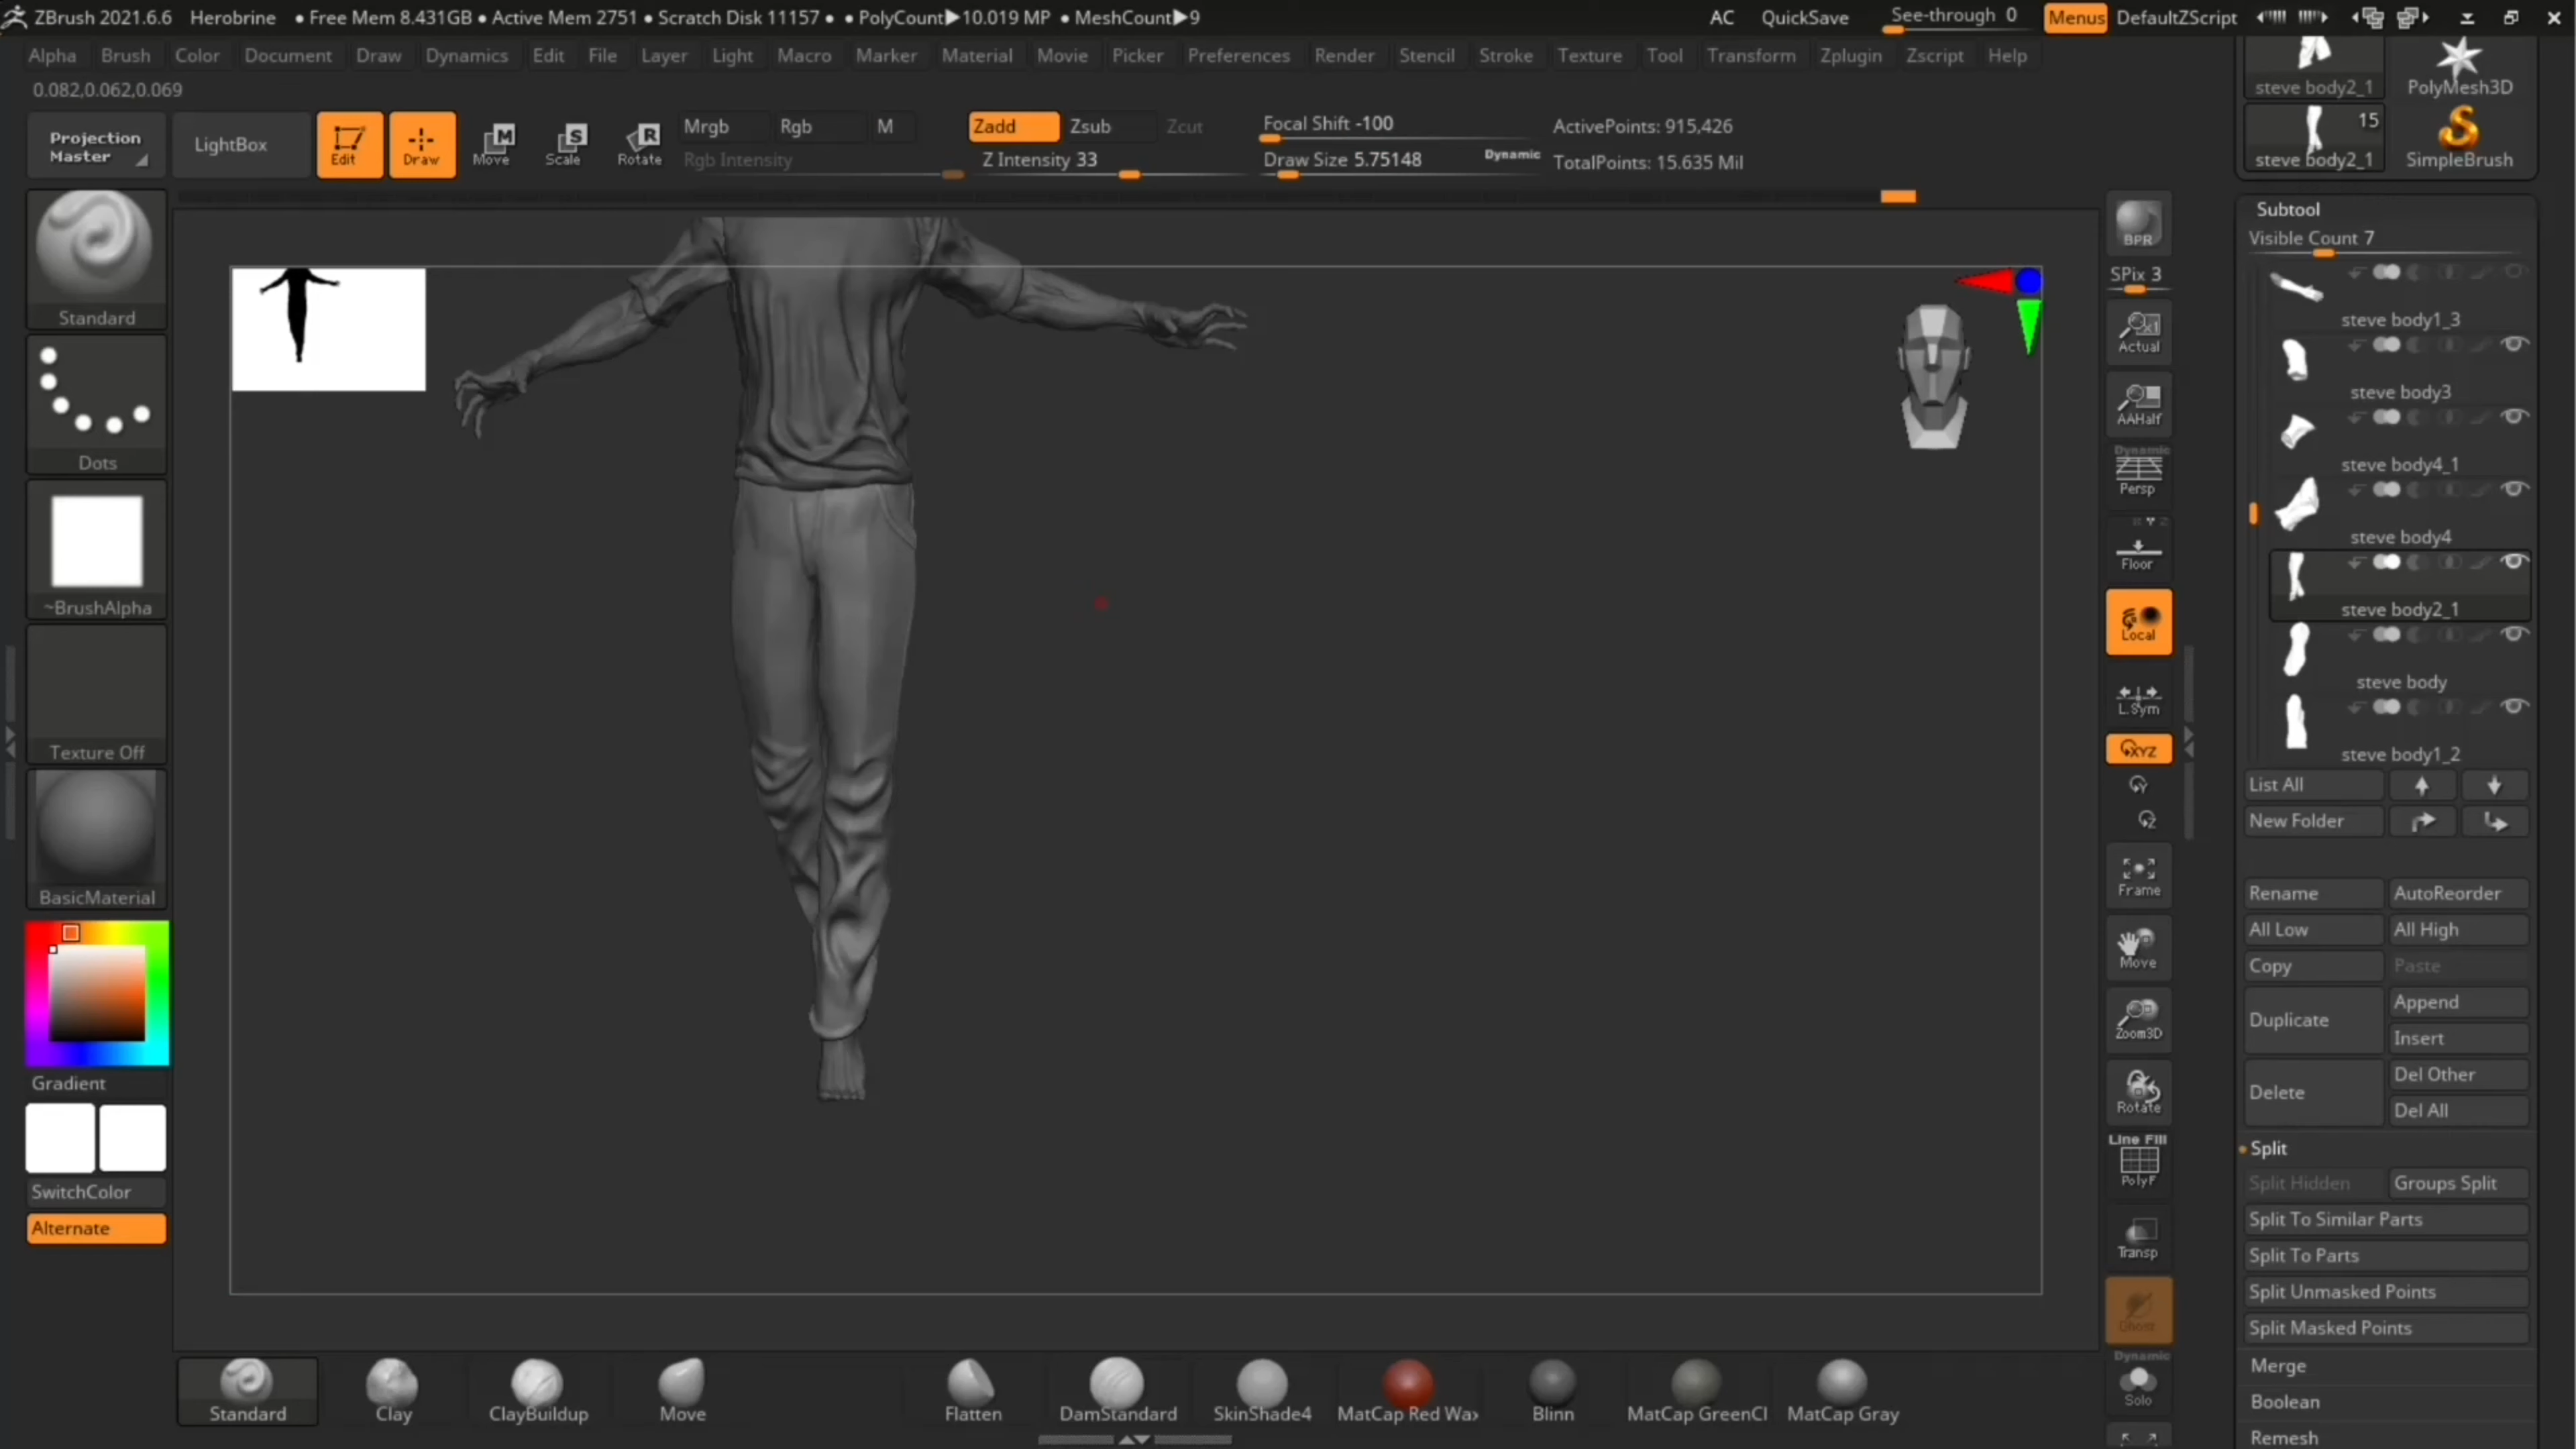 ZBrush 2021.6.6 Herobrine • Free Mem 8.431GB • Active Mem 2751 • Scratch Disk 11157 • • PolyCount▶10.019 MP • MeshCount▶9 AC QuickSave See-through 0 Menus DefaultZScript
Alpha Brush Color Document Draw Dynamics Edit File Layer Light Macro Marker Material Movie Picker Preferences Render Stencil Stroke Texture Tool Transform Zplugin Zscript Help
0.082,0.062,0.069
Projection Master
LightBox
Edit
Draw
M Move
S Scale
R Rotate
Mrgb Rgb M
Rgb Intensity
Zadd Zsub Zcut
Z Intensity 33
Focal Shift -100
Draw Size 5.75148 Dynamic
ActivePoints: 915,426
TotalPoints: 15.635 Mil
steve body2_1
PolyMesh3D
15
steve body2_1
SimpleBrush
Standard
Dots
~BrushAlpha
Texture Off
BasicMaterial
Gradient
SwitchColor
Alternate
BPR
SPix 3
Actual
AAHalf
Dynamic
Persp
Floor
Local
L.Sym
XYZ
Y
Z
Frame
Move
Zoom3D
Rotate
Line Fill
PolyF
Transp
Ghost
Dynamic
Solo
Subtool
Visible Count 7
steve body1_3
steve body3
steve body4_1
steve body4
steve body2_1
steve body
steve body1_2
List All
New Folder
Rename AutoReorder
All Low All High
Copy Paste
Duplicate
Append
Insert
Delete
Del Other
Del All
Split
Split Hidden Groups Split
Split To Similar Parts
Split To Parts
Split Unmasked Points
Split Masked Points
Merge
Boolean
Remesh
Standard Clay ClayBuildup Move Flatten DamStandard SkinShade4 MatCap Red Wax Blinn MatCap GreenCl MatCap Gray